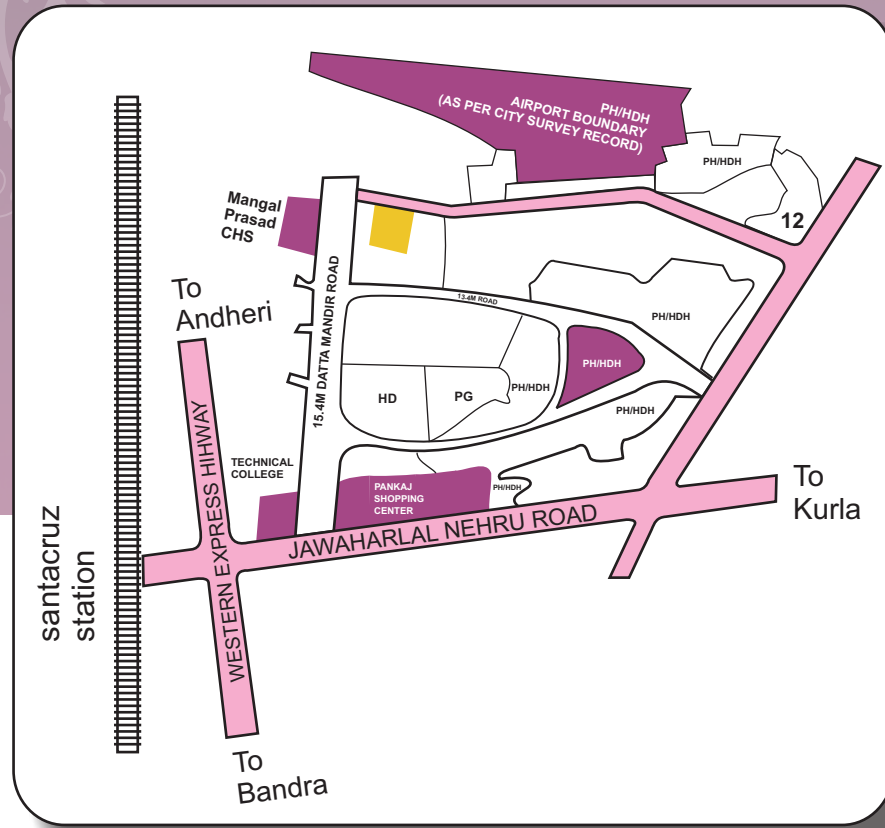 PH/HDH
AIRPORT BOUNDARY
(AS PER CITY SURVEY RECORD)
PH/HDH
12
Mangal
Prasad
CHS
To
Andheri
13.4M ROAD
PH/HDH
PH/HDH
15.4M DATTA MANDIR ROAD
HD
PG
PH/HDH
PH/HDH
WESTERN EXPRESS HIHWAY
TECHNICAL
COLLEGE
PANKAJ
SHOPPING
CENTER
PH/HDH
To
Kurla
JAWAHARLAL NEHRU ROAD
santacruz
station
To
Bandra